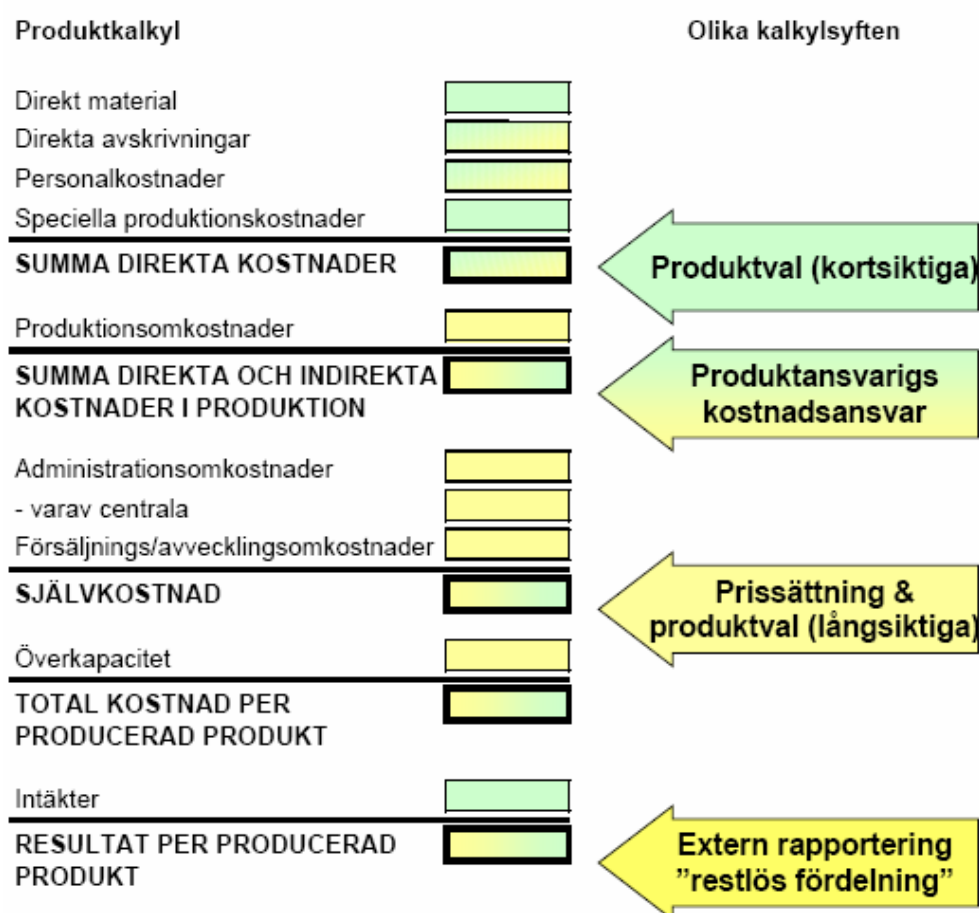 Produktkalkyl
Olika kalkylsyften
Direkt material
Direkta avskrivningar
Personalkostnader
Speciella produktionskostnader
SUMMA DIREKTA KOSTNADER
Produktval (kortsiktiga)
Produktionsomkostnader
SUMMA DIREKTA OCH INDIREKTA
KOSTNADER I PRODUKTION
Produktansvarigs
kostnadsansvar
Administrationsomkostnader
- varav centrala
Försäljnings/avvecklingsomkostnader
SJÄLVKOSTNAD
Prissättning &
produktval (långsiktiga)
Överkapacitet
TOTAL KOSTNAD PER
PRODUCERAD PRODUKT
Intäkter
RESULTAT PER PRODUCERAD
PRODUKT
Extern rapportering
”restlös fördelning”